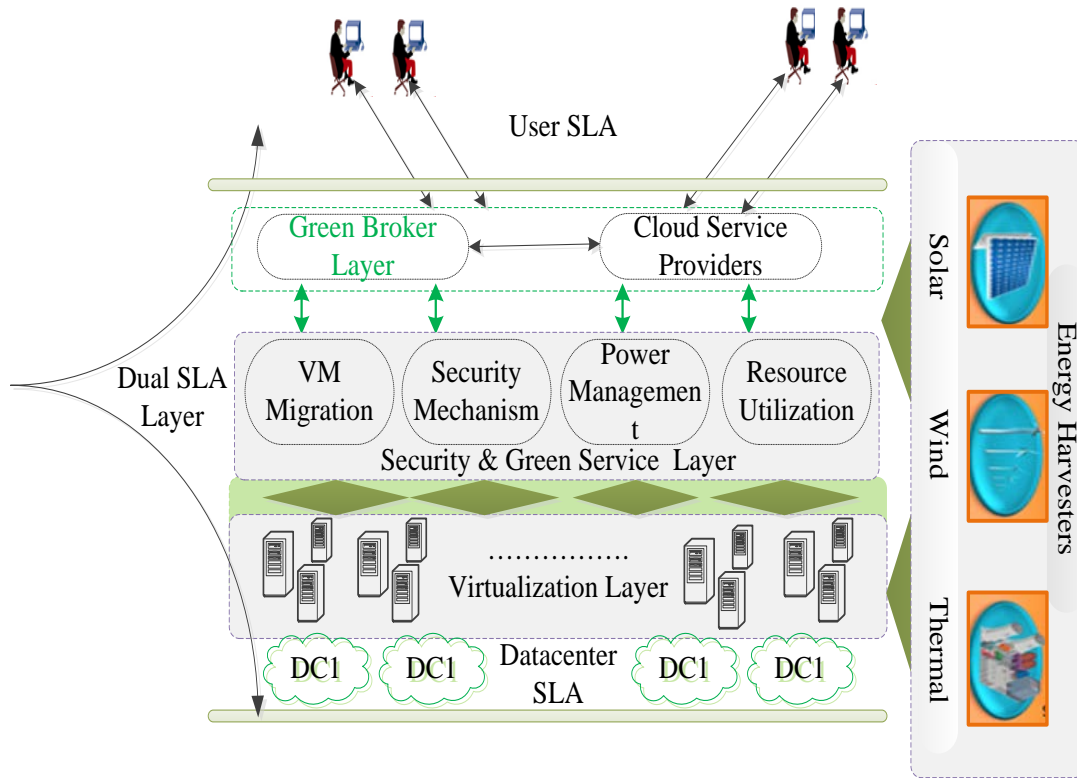 User SLA
Green Broker
Layer
Cloud Service
Providers
Dual SLA
Layer
VM
Migration
Security
Mechanism
Power
Managemen
t
Resource
Utilization
Security & Green Service Layer
................
Virtualization Layer
DC1
DC1
Datacenter
SLA
DC1
DC1
Solar
Wind
Thermal
Energy Harvesters